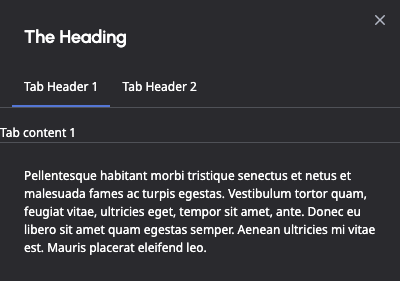 The Heading
Tab Header 1 Tab Header 2
Tab content 1
Pellentesque habitant morbi tristique senectus et netus et
malesuada fames ac turpis egestas. Vestibulum tortor quam,
feugiat vitae, ultricies eget, tempor sit amet, ante. Donec eu
libero sit amet quam egestas semper. Aenean ultricies mi vitae
est. Mauris placerat eleifend leo.